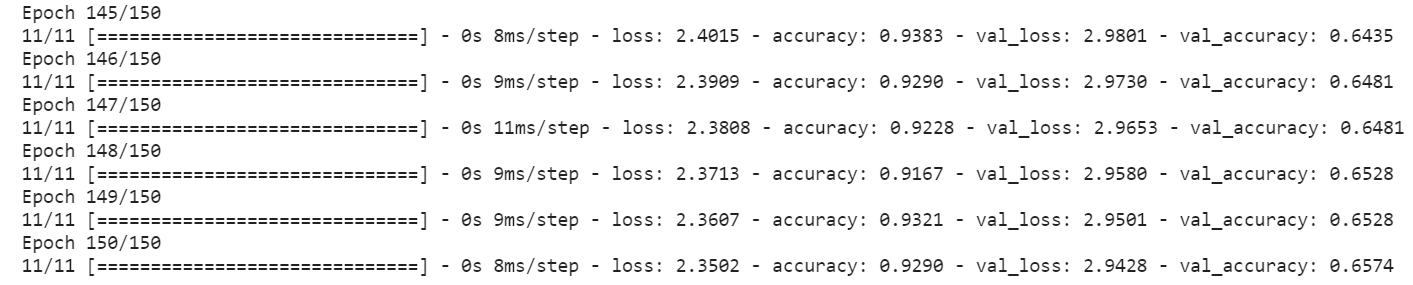 Epoch 145/150
11/11 [==============================] - 0s 8ms/step - loss: 2.4015 - accuracy: 0.9383 - val_loss: 2.9801 - val_accuracy: 0.6435
Epoch 146/150
11/11 [==============================] - 0s 9ms/step - loss: 2.3909 - accuracy: 0.9290 - val_loss: 2.9730 - val_accuracy: 0.6481
Epoch 147/150
11/11 [==============================] - 0s 11ms/step - loss: 2.3808 - accuracy: 0.9228 - val_loss: 2.9653 - val_accuracy: 0.6481
Epoch 148/150
11/11 [==============================] - 0s 9ms/step - loss: 2.3713 - accuracy: 0.9167 - val_loss: 2.9580 - val_accuracy: 0.6528
Epoch 149/150
11/11 [==============================] - 0s 9ms/step - loss: 2.3607 - accuracy: 0.9321 - val_loss: 2.9501 - val_accuracy: 0.6528
Epoch 150/150
11/11 [==============================] - 0s 8ms/step - loss: 2.3502 - accuracy: 0.9290 - val_loss: 2.9428 - val_accuracy: 0.6574